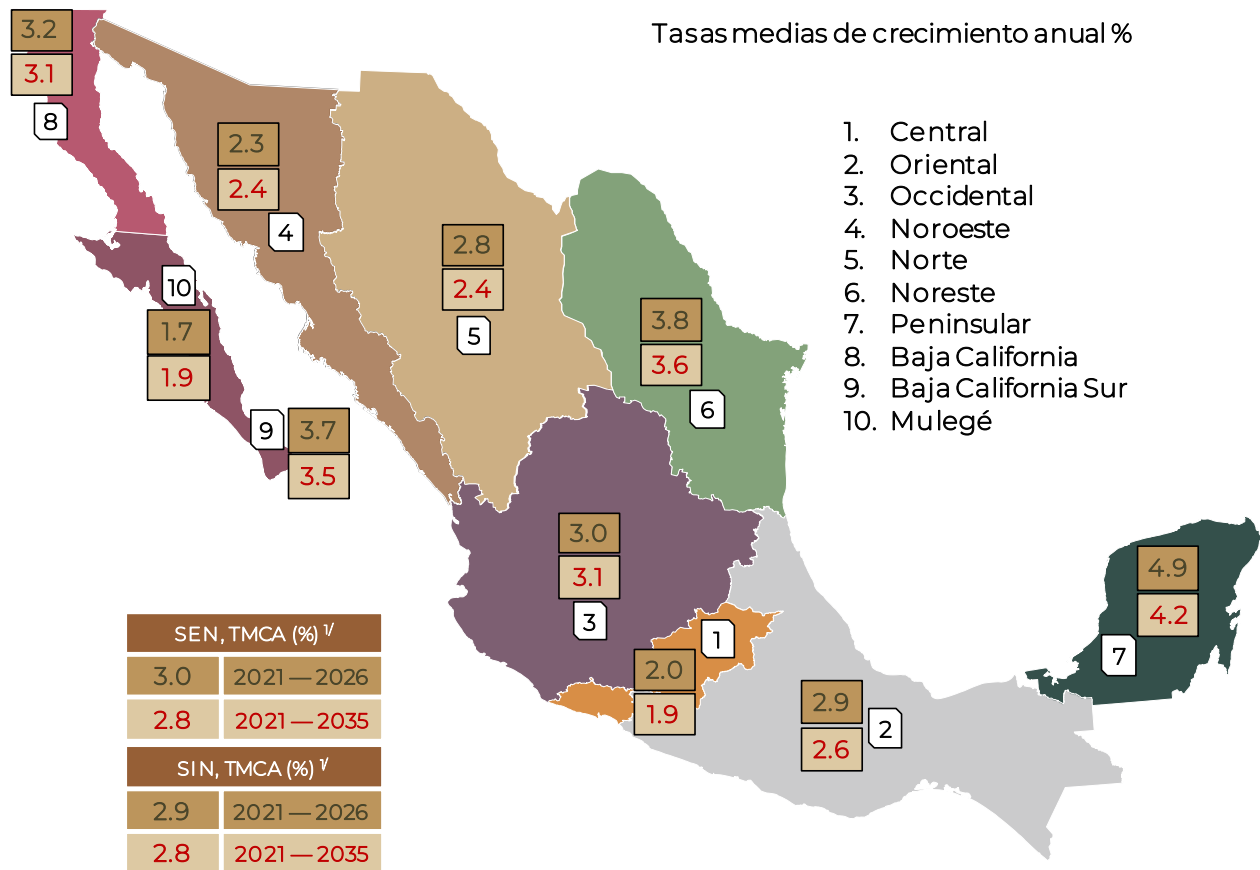 Tasas medias de crecimiento anual %
3.2
3.1
8
2.3
2.4
4
2.8
2.4
5
3.8
3.6
6
10
1.7
1.9
9
3.7
3.5
3.0
3.1
3
1
2.0
1.9
2.9
2.6
2
4.9
4.2
7
1. Central
2. Oriental
3. Occidental
4. Noroeste
5. Norte
6. Noreste
7. Peninsular
8. Baja California
9. Baja California Sur
10. Mulegé
SEN, TMCA (%) 1/
3.0 2021 — 2026
2.8 2021 — 2035
SIN, TMCA (%) 1/
2.9 2021 — 2026
2.8 2021 — 2035